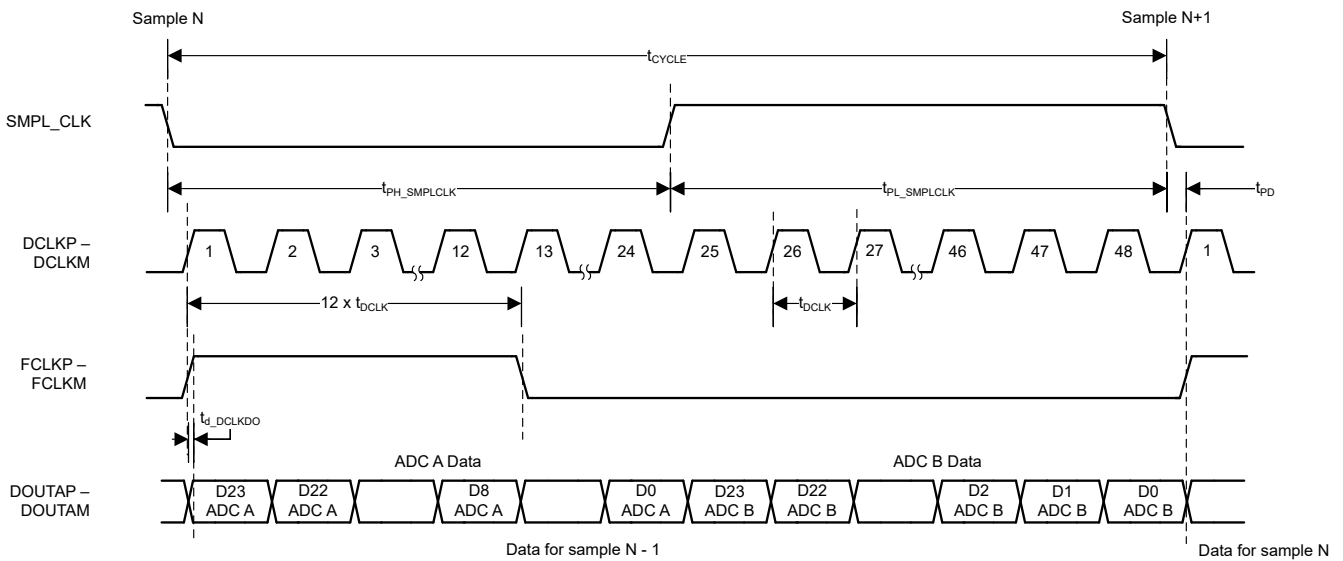 Sample N
Sample N+1
tCYCLE
SMPL_CLK
tPH_SMPLCLK
tPL_SMPLCLK
tPD
DCLKP –
DCLKM
1
2
3
12
13
24
25
26
27
46
47
48
1
12 x tDCLK
tDCLK
FCLKP –
FCLKM
td_DCLKDO
ADC A Data
ADC B Data
DOUTAP –
DOUTAM
D23
ADC A
D22
ADC A
D8
ADC A
D0
ADC A
D23
ADC B
D22
ADC B
D2
ADC B
D1
ADC B
D0
ADC B
Data for sample N - 1
Data for sample N